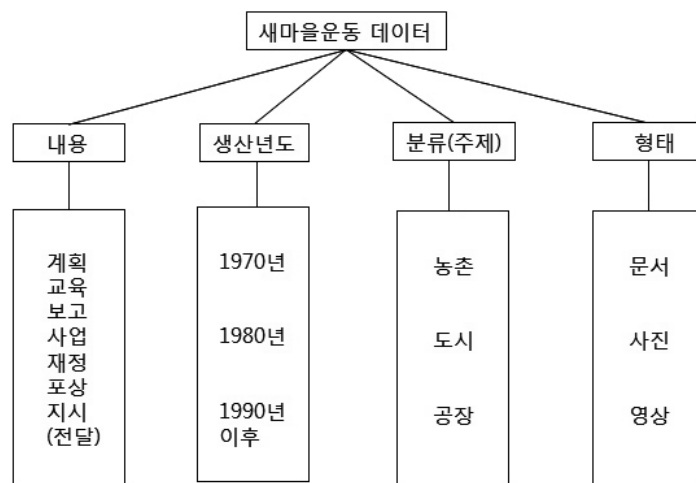 새마을운동 데이터
내용
생산년도
분류(주제)
형태
계획
교육
보고
사업
재정
포상
지시
(전달)
1970년
1980년
1990년
이후
농촌
도시
공장
문서
사진
영상